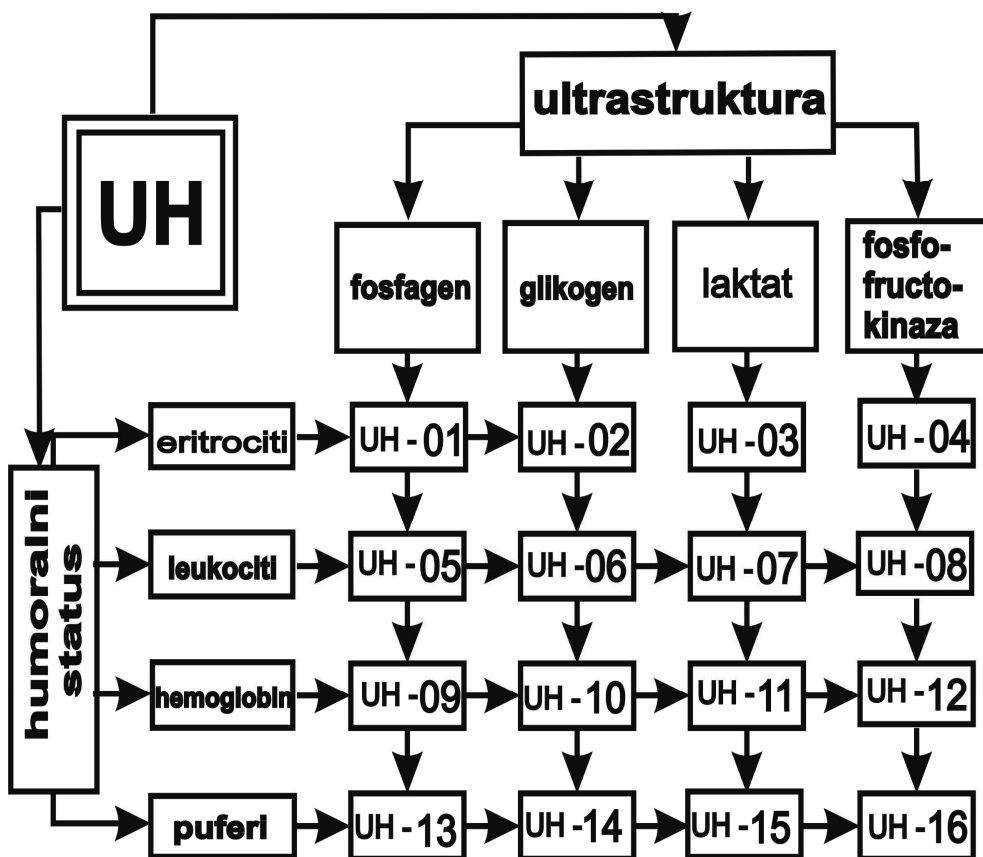 ultrastruktura
UH
fosfagen
glikogen
laktat
fosfo-
fructo-
kinaza
humoralni
status
eritrociti
UH - 01
UH - 02
UH - 03
UH - 04
leukociti
UH - 05
UH - 06
UH - 07
UH - 08
hemoglobin
UH - 09
UH - 10
UH - 11
UH - 12
puferi
UH - 13
UH - 14
UH - 15
UH - 16